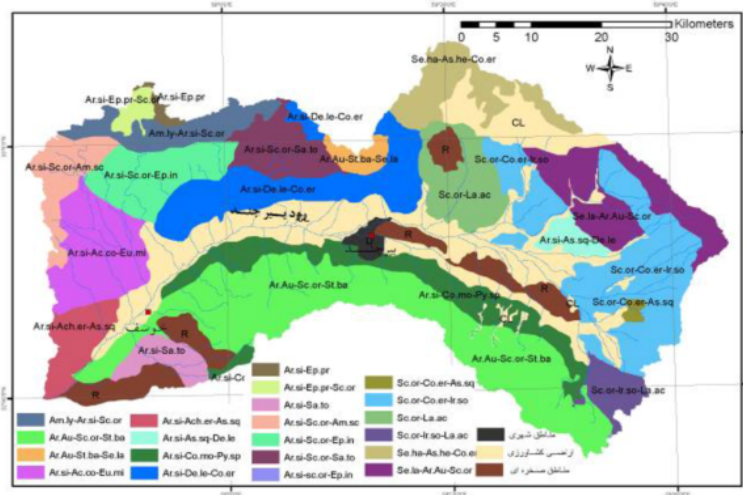 0 5 10 20 30 Kilometers
N
W E
S
Se.ha-As.he-Co.er
Ar.si-Ep.pr-Sc.or
Ar.si-Ep.pr
Ar.si-De.le-Co.er
Am.ly-Ar.si-Sc.or
CL
Ar.si-Sc.or-Am.sc
Ar.si-Sc.or-Sa.to
Ar.Au-St.ba-Se.la
R
Sc.or-Co.er-Ir.so
Ar.si-Sc.or-Ep.in
Ar.si-De.le-Co.er
Sc.or-La.ac
رود بیرجند
Se.la-Ar.Au-Sc.or
Ar.si-As.sq-De.le
U
R
بیرجند
Ar.si-Ac.co-Eu.mi
Sc.or-Co.er-Ir.so
Ar.Au-Sc.or-St.ba
Ar.si-Co.mo-Py.sp
R
CL
Sc.or-Co.er-As.sq
Ar.si-Ach.er-As.sq
خوسف
CL
R
Ar.si-Sa.to
Ar.Au-Sc.or-St.ba
Ar.si-Cr
Sc.or-Ir.so-La.ac
R
Am.ly-Ar.si-Sc.or
Ar.Au-Sc.or-St.ba
Ar.Au-St.ba-Se.la
Ar.si-Ac.co-Eu.mi
Ar.si-Ach.er-As.sq
Ar.si-As.sq-De.le
Ar.si-Co.mo-Py.sp
Ar.si-De.le-Co.er
Ar.si-Ep.pr
Ar.si-Ep.pr-Sc.or
Ar.si-Sa.to
Ar.si-Sc.or-Am.sc
Ar.si-Sc.or-Ep.in
Ar.si-Sc.or-Sa.to
Ar.si-sc.or-Ep.in
Sc.or-Co.er-As.sq
Sc.or-Co.er-Ir.so
Sc.or-La.ac
Sc.or-Ir.so-La.ac
Se.ha-As.he-Co.er
Se.la-Ar.Au-Sc.or
مناطق شهری
اراضی کشاورزی
مناطق صخره ای